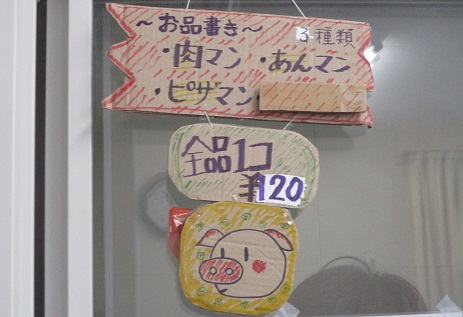 〜お品書き〜 3種類
・肉マン ・あんマン
・ピザマン
全品1コ
¥120